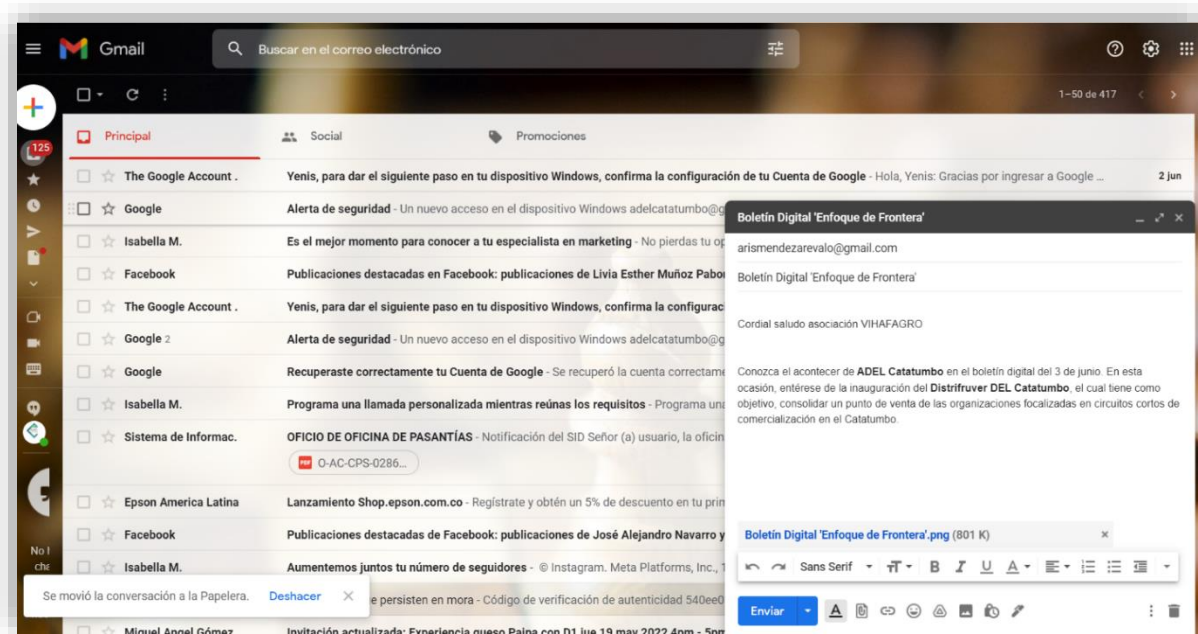 Gmail
Buscar en el correo electrónico
1–50 de 417
125
Principal
Social
Promociones
The Google Account .
Yenis, para dar el siguiente paso en tu dispositivo Windows, confirma la configuración de tu Cuenta de Google - Hola, Yenis: Gracias por ingresar a Google ...
2 jun
Google
Alerta de seguridad - Un nuevo acceso en el dispositivo Windows adelcatatumbo@g
Isabella M.
Es el mejor momento para conocer a tu especialista en marketing - No pierdas tu op
Facebook
Publicaciones destacadas en Facebook: publicaciones de Livia Esther Muñoz Pabo
The Google Account .
Yenis, para dar el siguiente paso en tu dispositivo Windows, confirma la configurac
Google 2
Alerta de seguridad - Un nuevo acceso en el dispositivo Windows adelcatatumbo@g
Google
Recuperaste correctamente tu Cuenta de Google - Se recuperó la cuenta correctame
Isabella M.
Programa una llamada personalizada mientras reúnas los requisitos - Programa una
Sistema de Informac.
OFICIO DE OFICINA DE PASANTÍAS - Notificación del SID Señor (a) usuario, la oficin
PDF O-AC-CPS-0286...
Epson America Latina
Lanzamiento Shop.epson.com.co - Regístrate y obtén un 5% de descuento en tu prin
Facebook
Publicaciones destacadas de Facebook: publicaciones de José Alejandro Navarro y
Isabella M.
Aumentemos juntos tu número de seguidores - © Instagram. Meta Platforms, Inc., 1
e persisten en mora - Código de verificación de autenticidad 540ee0
Miguel Angel Gómez
Invitación actualizada: Experiencia queso Paipa con D1 jue 19 may 2022 4pm - 5pm
No h
cha
Se movió la conversación a la Papelera.
Deshacer
Boletín Digital 'Enfoque de Frontera'
arismendezarevalo@gmail.com
Boletín Digital 'Enfoque de Frontera'
Cordial saludo asociación VIHAFAGRO
Conozca el acontecer de ADEL Catatumbo en el boletín digital del 3 de junio. En esta
ocasión, entérese de la inauguración del Distrifruver DEL Catatumbo, el cual tiene como
objetivo, consolidar un punto de venta de las organizaciones focalizadas en circuitos cortos de
comercialización en el Catatumbo.
Boletín Digital 'Enfoque de Frontera'.png (801 K)
Sans Serif
Enviar